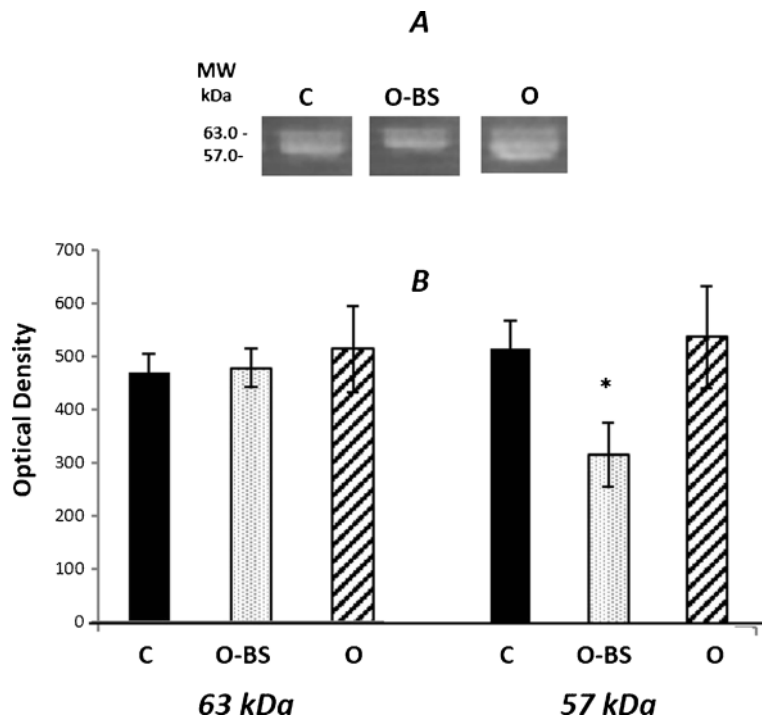 A
MW
kDa C O-BS O
63.0 -
57.0-
700
B
600
500
400
300
200
100
0
Optical Density
*
C O-BS O C O-BS O
63 kDa 57 kDa